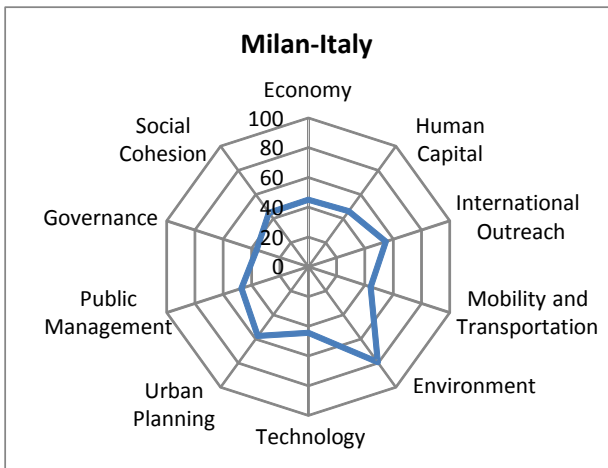 Milan-Italy
Economy
Human
Capital
International
Outreach
Mobility and
Transportation
Environment
Technology
Urban
Planning
Public
Management
Governance
Social
Cohesion
100
80
60
40
20
0